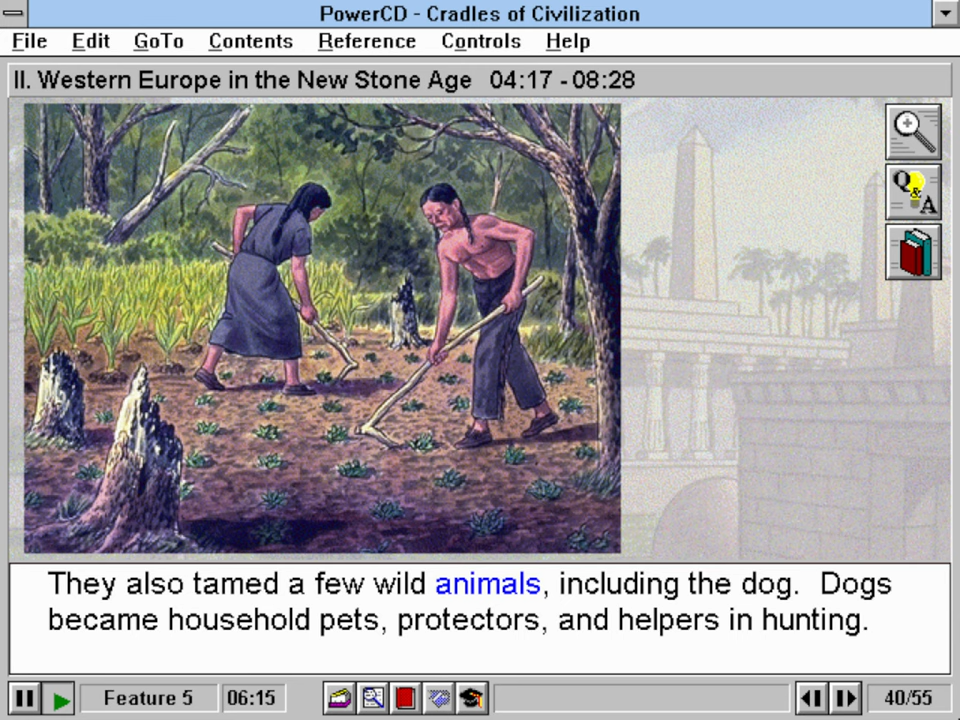 PowerCD - Cradles of Civilization
File Edit GoTo Contents Reference Controls Help
II. Western Europe in the New Stone Age 04:17 - 08:28
Q & A
They also tamed a few wild animals, including the dog. Dogs
became household pets, protectors, and helpers in hunting.
Feature 5 06:15 40/55